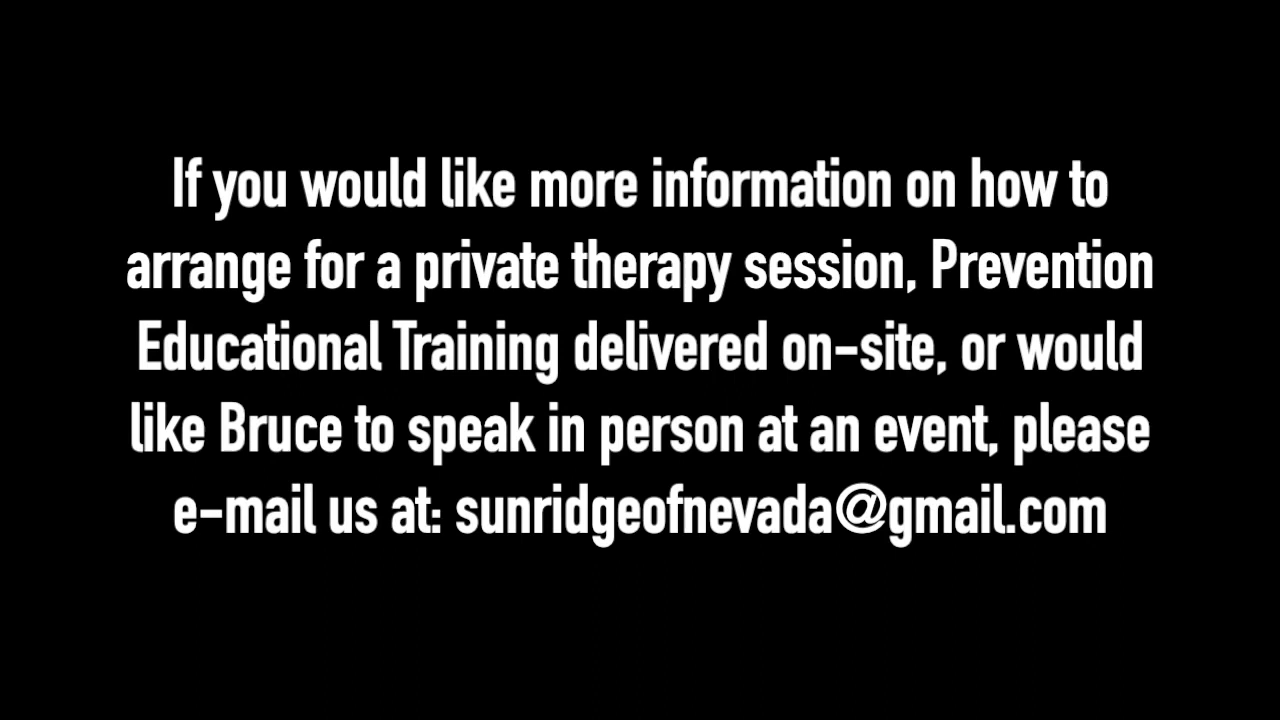 If you would like more information on how to
arrange for a private therapy session, Prevention
Educational Training delivered on-site, or would
like Bruce to speak in person at an event, please
e-mail us at: sunridgeofnevada@gmail.com